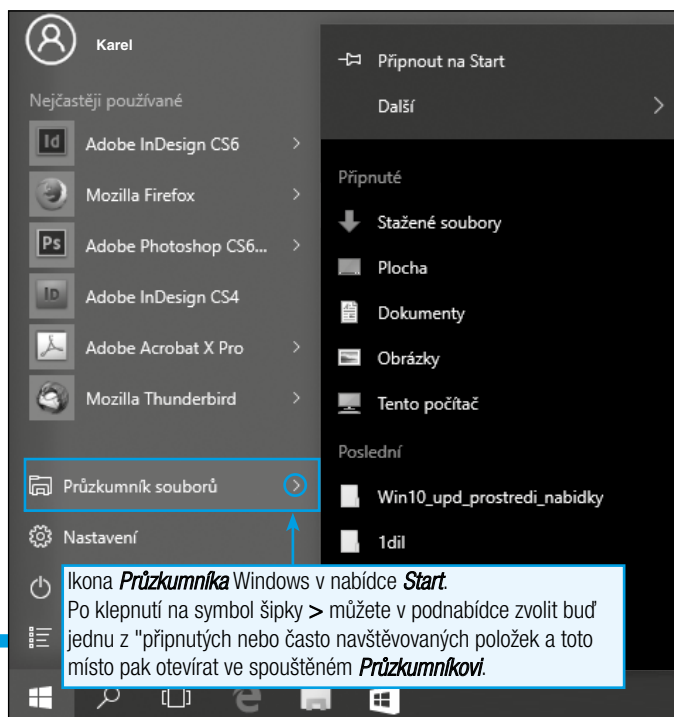 Karel
Nejčastěji používané
Id Adobe InDesign CS6 >
Mozilla Firefox >
Ps Adobe Photoshop CS6... >
ID Adobe InDesign CS4
Adobe Acrobat X Pro >
Mozilla Thunderbird >
Průzkumník souborů >
Nastavení
Připnout na Start
Další >
Připnuté
Stažené soubory
Plocha
Dokumenty
Obrázky
Tento počítač
Poslední
Win10_upd_prostredi_nabidky
1dil
Ikona Průzkumníka Windows v nabídce Start.
Po klepnutí na symbol šipky > můžete v podnabídce zvolit buď
jednu z "připnutých nebo často navštěvovaných položek a toto
místo pak otevírat ve spouštěném Průzkumníkovi.